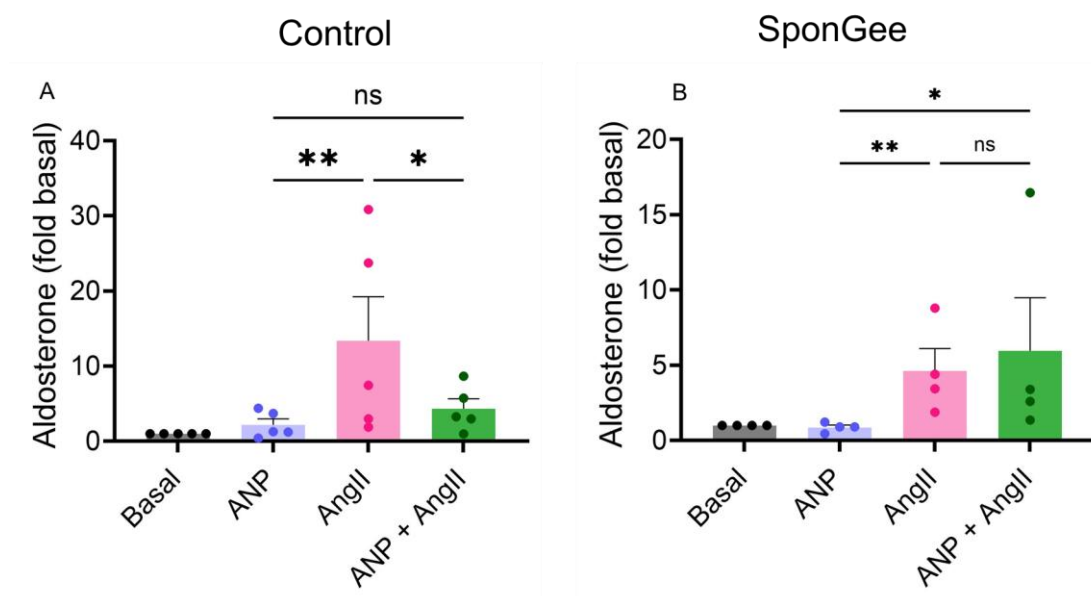 Control
A
ns
** *
Aldosterone (fold basal)
40
30
20
10
0
Basal
ANP
AngII
ANP + AngII
SponGee
B
*
** ns
Aldosterone (fold basal)
20
15
10
5
0
Basal
ANP
AngII
ANP + AngII